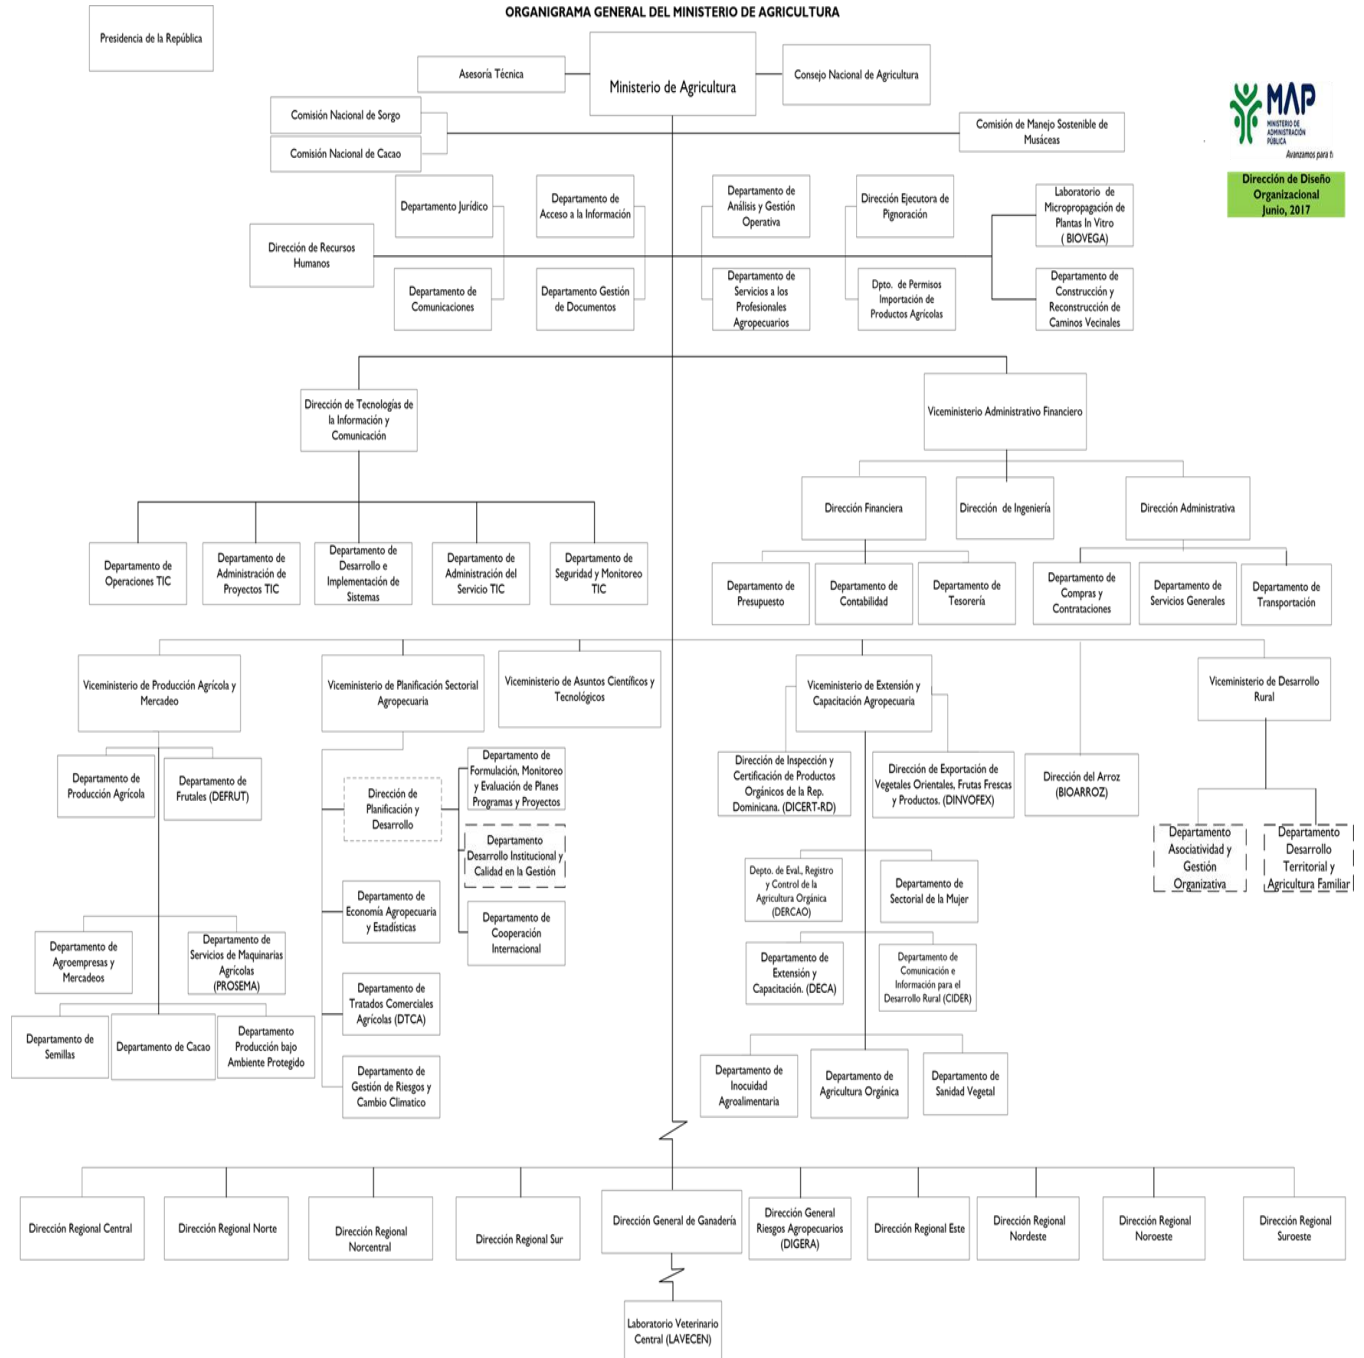 ORGANIGRAMA GENERAL DEL MINISTERIO DE AGRICULTURA
Presidencia de la República
Asesoría Técnica
Ministerio de Agricultura
Consejo Nacional de Agricultura
Comisión Nacional de Sorgo
Comisión Nacional de Cacao
Comisión de Manejo Sostenible de
Musáceas
MAP
MINISTERIO DE
ADMINISTRACIÓN
PÚBLICA
Avanzamos para ti
Dirección de Diseño
Organizacional
Junio, 2017
Departamento Jurídico
Departamento de
Acceso a la Información
Departamento de
Análisis y Gestión
Operativa
Dirección Ejecutora de
Pignoración
Laboratorio de
Micropropagación de
Plantas In Vitro
( BIOVEGA)
Dirección de Recursos
Humanos
Departamento de
Comunicaciones
Departamento Gestión
de Documentos
Departamento de
Servicios a los
Profesionales
Agropecuarios
Dpto. de Permisos
Importación de
Productos Agrícolas
Departamento de
Construcción y
Reconstrucción de
Caminos Vecinales
Dirección de Tecnologías de
la Información y
Comunicación
Viceministerio Administrativo Financiero
Dirección Financiera
Dirección de Ingeniería
Dirección Administrativa
Departamento de
Operaciones TIC
Departamento de
Administración de
Proyectos TIC
Departamento de
Desarrollo e
Implementación de
Sistemas
Departamento de
Administración del
Servicio TIC
Departamento de
Seguridad y Monitoreo
TIC
Departamento de
Presupuesto
Departamento de
Contabilidad
Departamento de
Tesorería
Departamento de
Compras y
Contrataciones
Departamento de
Servicios Generales
Departamento de
Transportación
Viceministerio de Producción Agrícola y
Mercadeo
Viceministerio de Planificación Sectorial
Agropecuaria
Viceministerio de Asuntos Científicos y
Tecnológicos
Viceministerio de Extensión y
Capacitación Agropecuaria
Viceministerio de Desarrollo
Rural
Departamento de
Producción Agrícola
Departamento de
Frutales (DEFRUT)
Dirección de
Planificación y
Desarrollo
Departamento de
Formulación, Monitoreo
y Evaluación de Planes
Programas y Proyectos
Departamento
Desarrollo Institucional y
Calidad en la Gestión
Departamento de
Cooperación
Internacional
Dirección de Inspección y
Certificación de Productos
Orgánicos de la Rep.
Dominicana. (DICERT-RD)
Dirección de Exportación de
Vegetales Orientales, Frutas Frescas
y Productos. (DINVOFEX)
Dirección del Arroz
(BIOARROZ)
Departamento
Asociatividad y
Gestión
Organizativa
Departamento
Desarrollo
Territorial y
Agricultura Familiar
Departamento de
Economía Agropecuaria
y Estadísticas
Depto. de Eval., Registro
y Control de la
Agricultura Orgánica
(DERCAO)
Departamento de
Sectorial de la Mujer
Departamento de
Agroempresas y
Mercadeos
Departamento de
Servicios de Maquinarias
Agrícolas
(PROSEMA)
Departamento de
Extensión y
Capacitación. (DECA)
Departamento de
Comunicación e
Información para el
Desarrollo Rural (CIDER)
Departamento de
Tratados Comerciales
Agrícolas (DTCA)
Departamento de
Semillas
Departamento de Cacao
Departamento
Producción bajo
Ambiente Protegido
Departamento de
Gestión de Riesgos y
Cambio Climatico
Departamento de
Inocuidad
Agroalimentaria
Departamento de
Agricultura Orgánica
Departamento de
Sanidad Vegetal
Dirección Regional Central
Dirección Regional Norte
Dirección Regional
Norcentral
Dirección Regional Sur
Dirección General de Ganadería
Dirección General
Riesgos Agropecuarios
(DIGERA)
Dirección Regional Este
Dirección Regional
Nordeste
Dirección Regional
Noroeste
Dirección Regional
Suroeste
Laboratorio Veterinario
Central (LAVECEN)